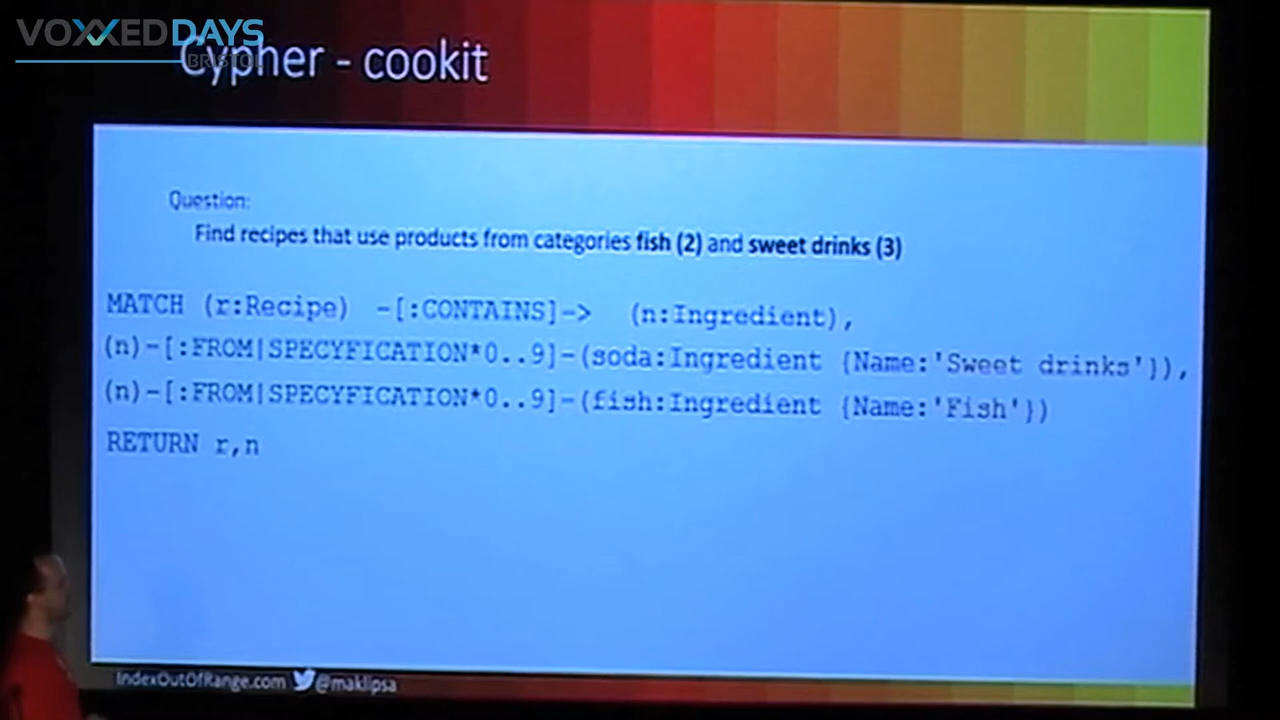 VOXXEDDAYS
BRISTOL
Cypher - cookit
Question:
Find recipes that use products from categories fish (2) and sweet drinks (3)
MATCH (r:Recipe) -[:CONTAINS]-> (n:Ingredient),
(n)-[:FROM|SPECYFICATION*0..9]-(soda:Ingredient {Name:'Sweet drinks'}),
(n)-[:FROM|SPECYFICATION*0..9]-(fish:Ingredient {Name:'Fish'})
RETURN r,n
IndexOutOfRange.com @maklipsa